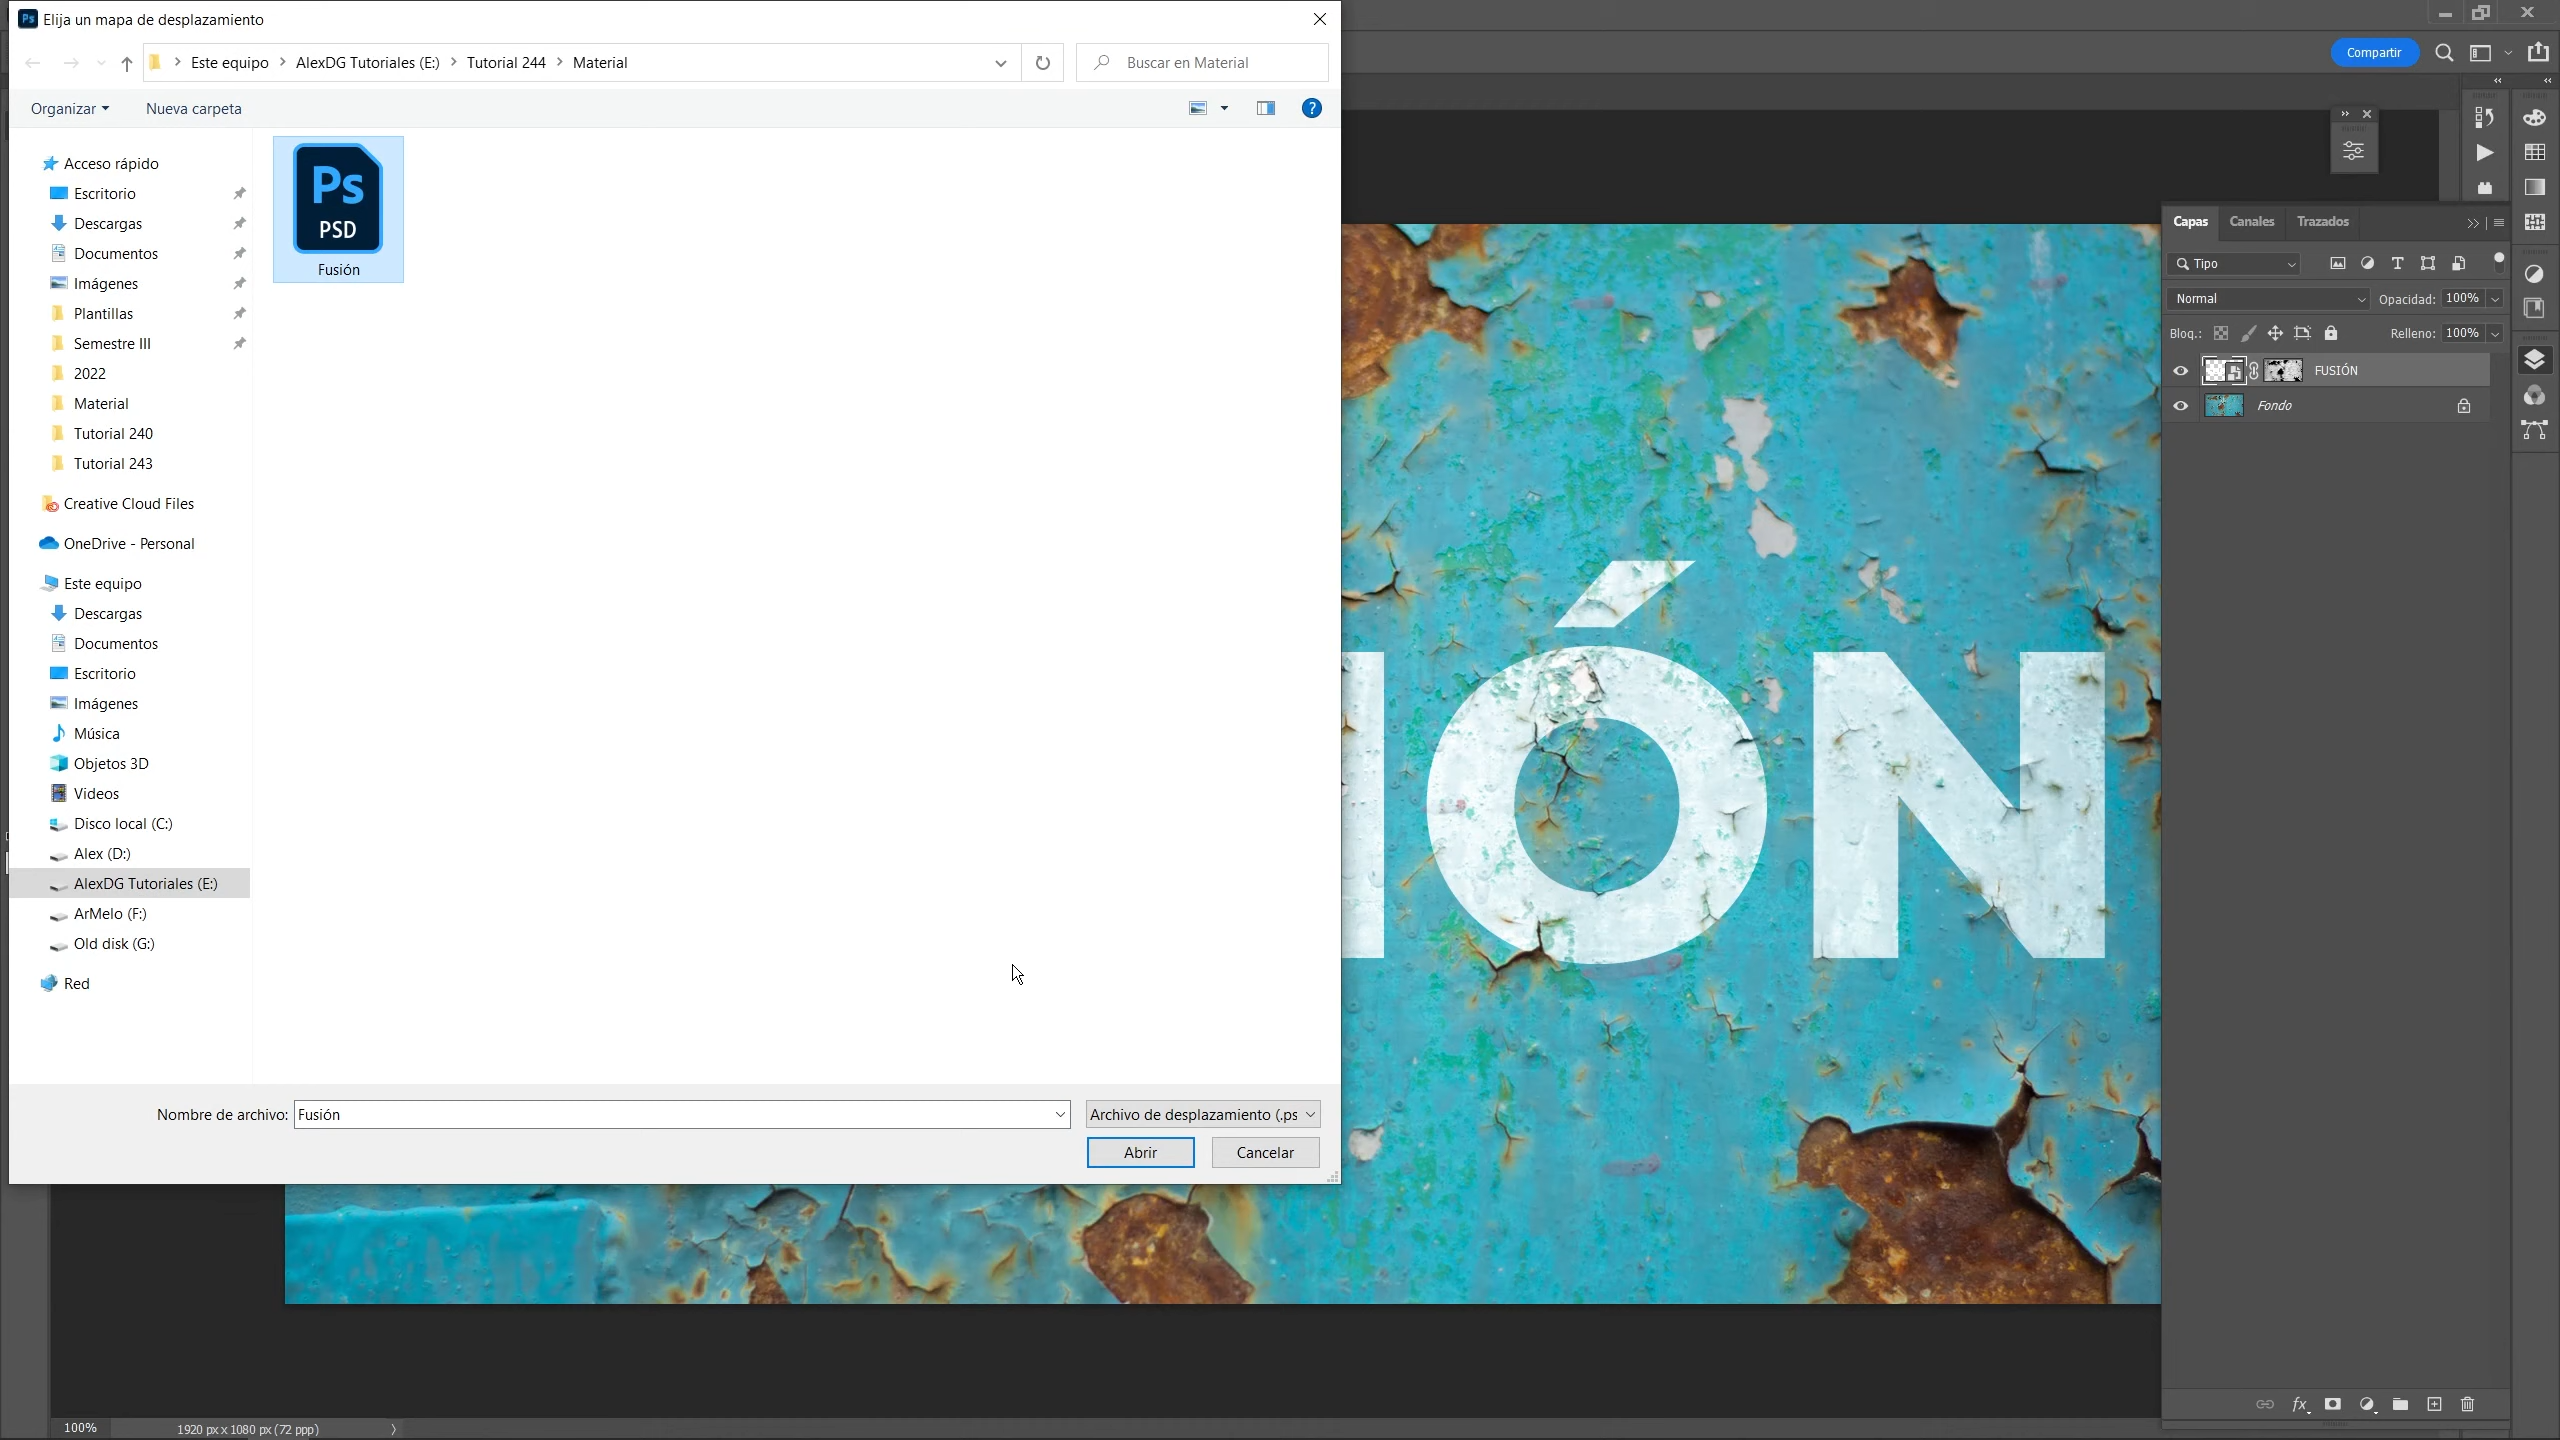 Elija un mapa de desplazamiento
Este equipo > AlexDG Tutoriales (E:) > Tutorial 244 > Material
Buscar en Material
Organizar
Nueva carpeta
Acceso rápido
Escritorio
Descargas
Documentos
Imágenes
Plantillas
Semestre III
2022
Material
Tutorial 240
Tutorial 243
Creative Cloud Files
OneDrive - Personal
Este equipo
Descargas
Documentos
Escritorio
Imágenes
Música
Objetos 3D
Videos
Disco local (C:)
Alex (D:)
AlexDG Tutoriales (E:)
ArMelo (F:)
Old disk (G:)
Red
Ps
PSD
Fusión
Nombre de archivo: Fusión
Archivo de desplazamiento (.ps
Abrir
Cancelar
IÓN
Compartir
Capas
Canales
Trazados
Tipo
Normal
Opacidad: 100%
Bloq.:
Relleno: 100%
FUSIÓN
Fondo
fx
100%
1920 px x 1080 px (72 ppp)